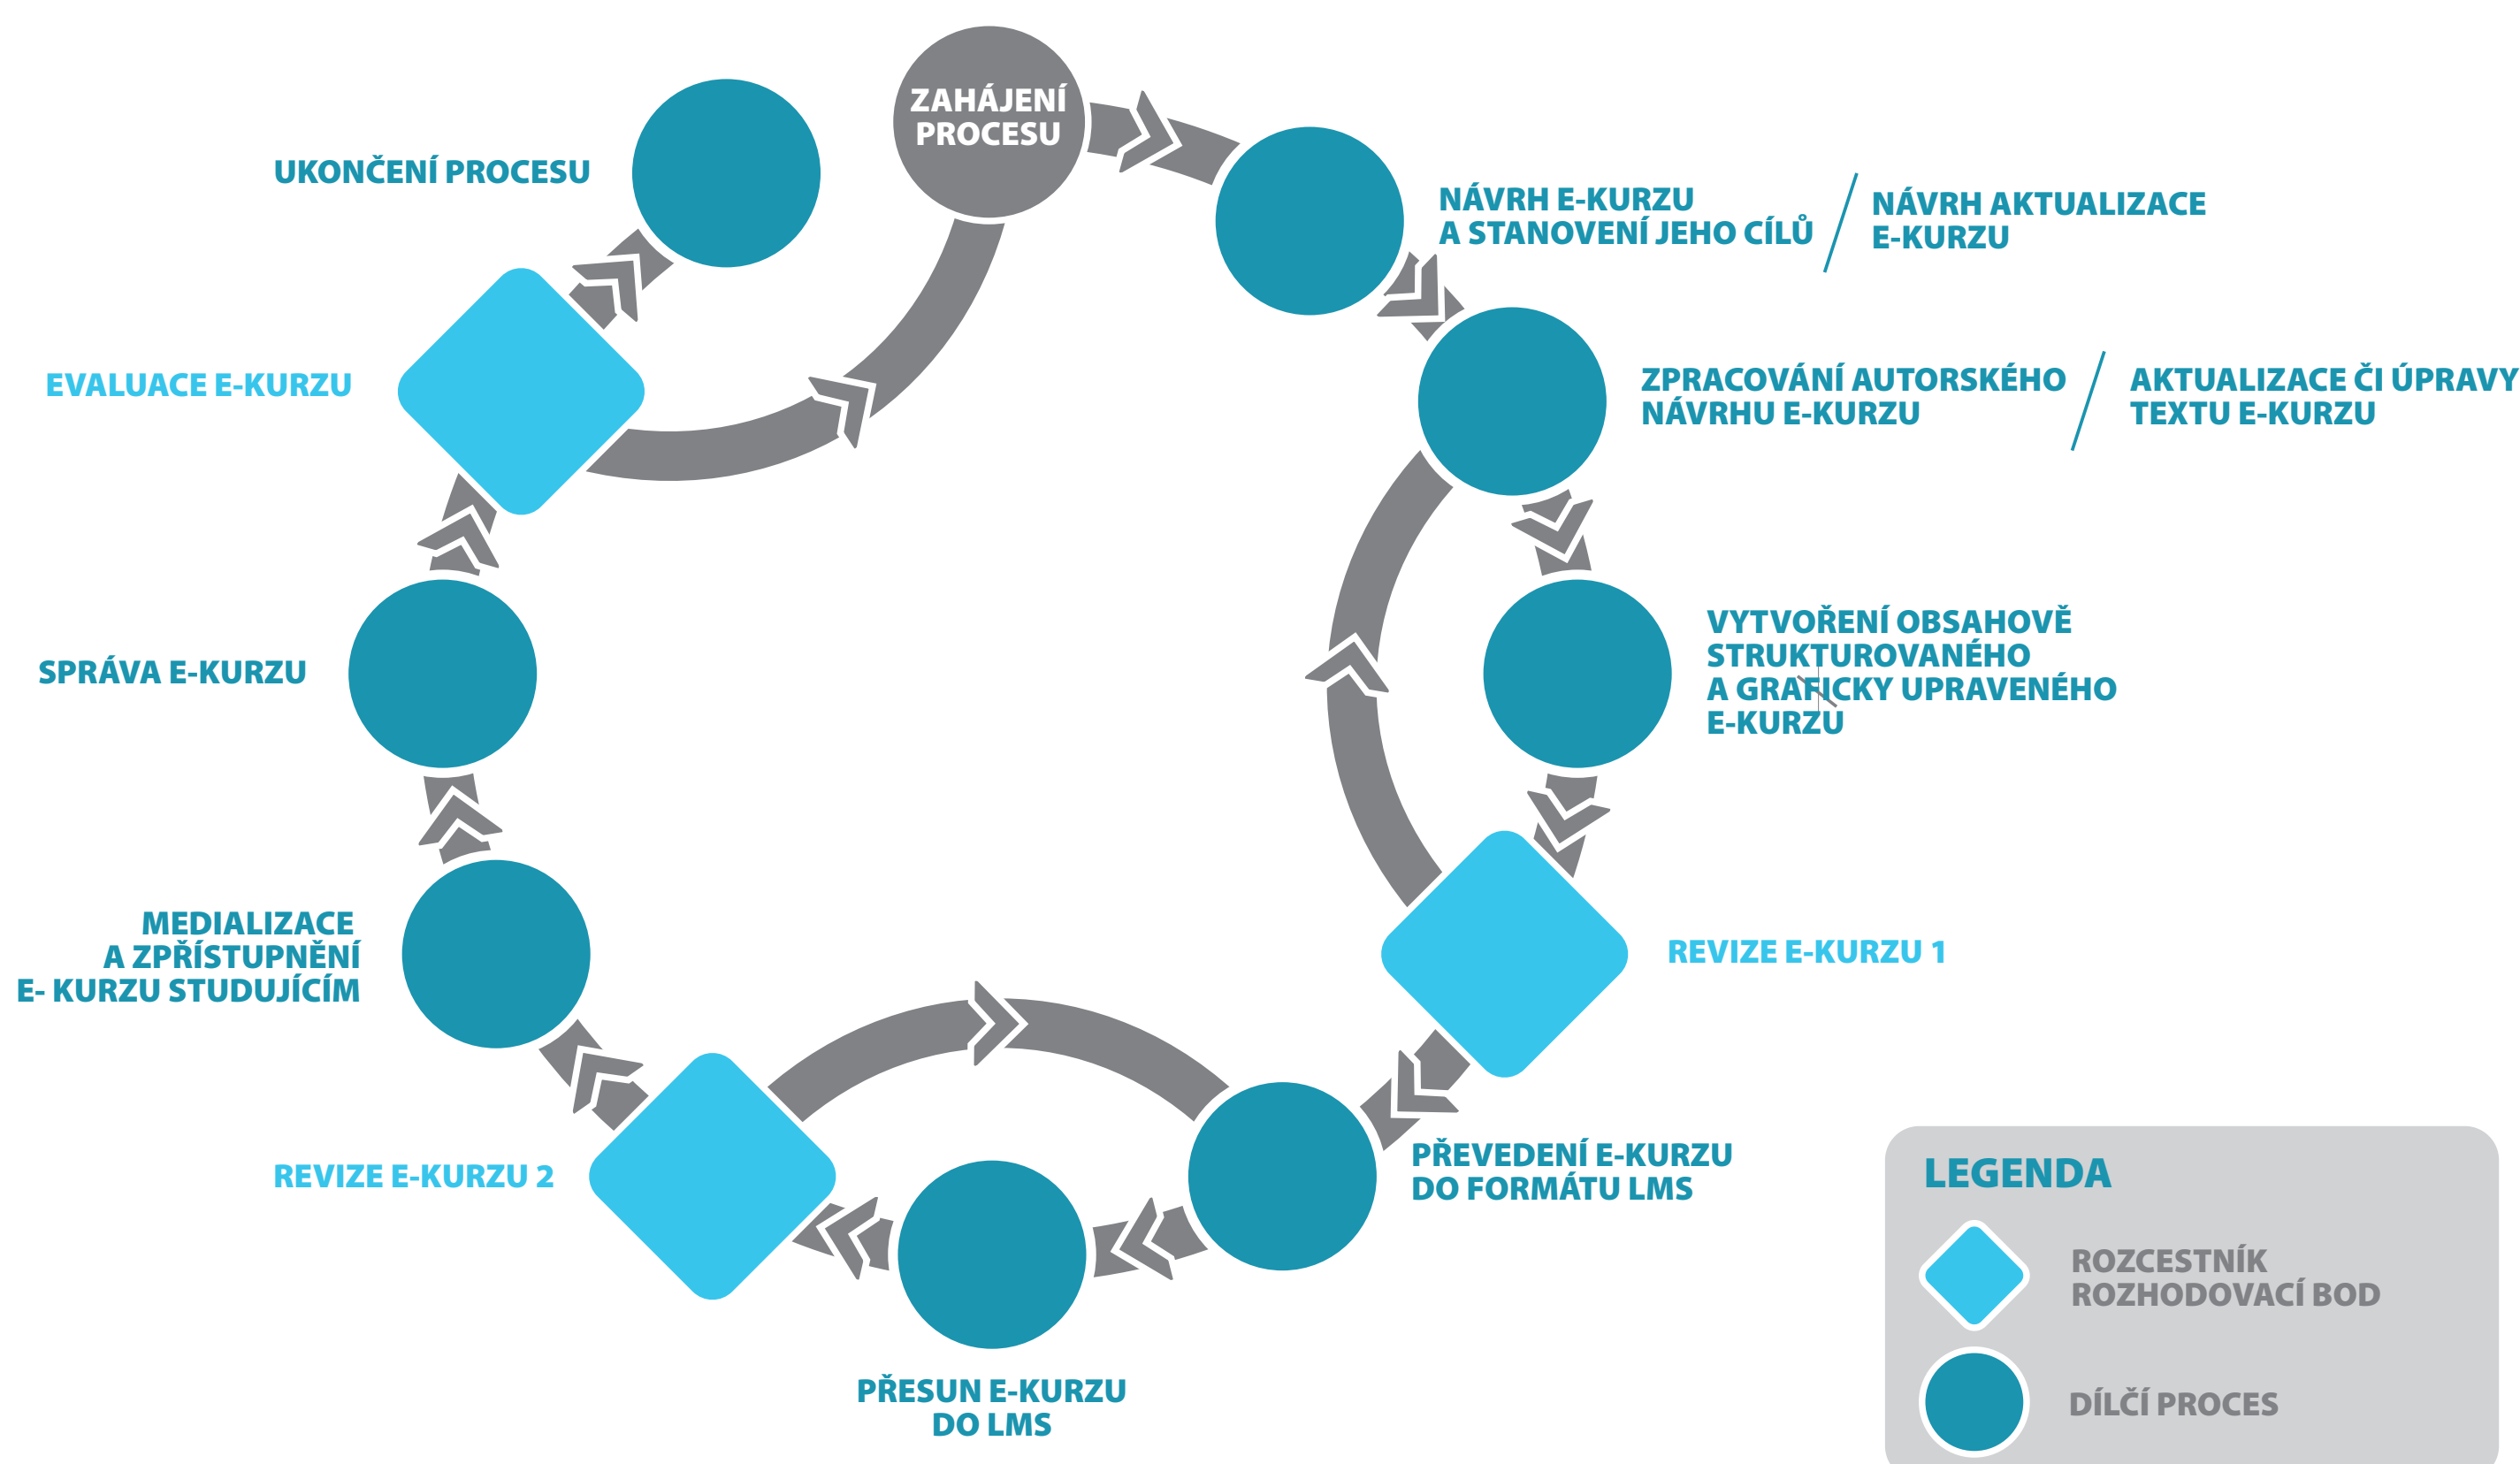 ZAHÁJENÍ
PROCESU
UKONČENÍ PROCESU
NÁVRH E-KURZU
A STANOVENÍ JEHO CÍLŮ
NÁVRH AKTUALIZACE
E-KURZU
EVALUACE E-KURZU
ZPRACOVÁNÍ AUTORSKÉHO
NÁVRHU E-KURZU
AKTUALIZACE ČI ÚPRAVY
TEXTU E-KURZU
VYTVOŘENÍ OBSAHOVĚ
STRUKTUROVANÉHO
A GRAFICKY UPRAVENÉHO
E-KURZU
SPRÁVA E-KURZU
MEDIALIZACE
A ZPŘÍSTUPNĚNÍ
E- KURZU STUDUJÍCÍM
REVIZE E-KURZU 1
PŘEVEDENÍ E-KURZU
DO FORMÁTU LMS
REVIZE E-KURZU 2
PŘESUN E-KURZU
DO LMS
LEGENDA
ROZCESTNÍK
ROZHODOVACÍ BOD
DÍLČÍ PROCES